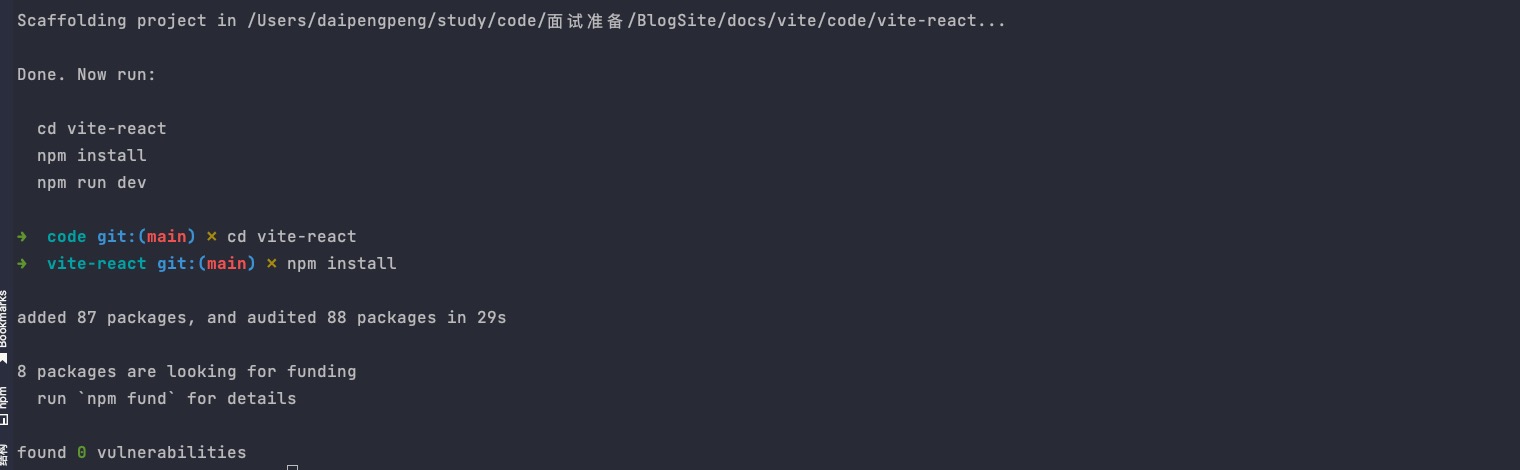 Scaffolding project in /Users/daipengpeng/study/code/面试准备/BlogSite/docs/vite/code/vite-react...
Done. Now run:
cd vite-react
npm install
npm run dev
➜  code git:(main) × cd vite-react
➜  vite-react git:(main) × npm install
added 87 packages, and audited 88 packages in 29s
8 packages are looking for funding
run `npm fund` for details
found 0 vulnerabilities
Bookmarks
npm
结构